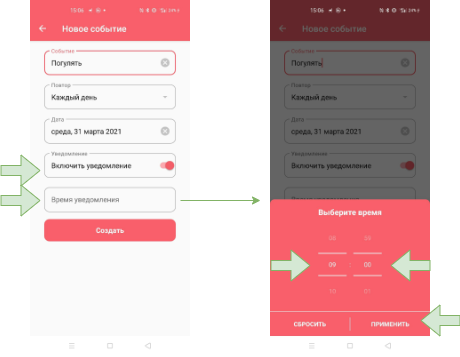 15:06
Новое событие
Событие
Погулять
Повтор
Каждый день
Дата
среда, 31 марта 2021
Уведомление
Включить уведомление
Время уведомления
Создать
15:06
Новое событие
Событие
Погулять
Повтор
Каждый день
Дата
среда, 31 марта 2021
Уведомление
Включить уведомление
Время уведомления
Выберите время
09 : 00
10 01
СБРОСИТЬ ПРИМЕНИТЬ